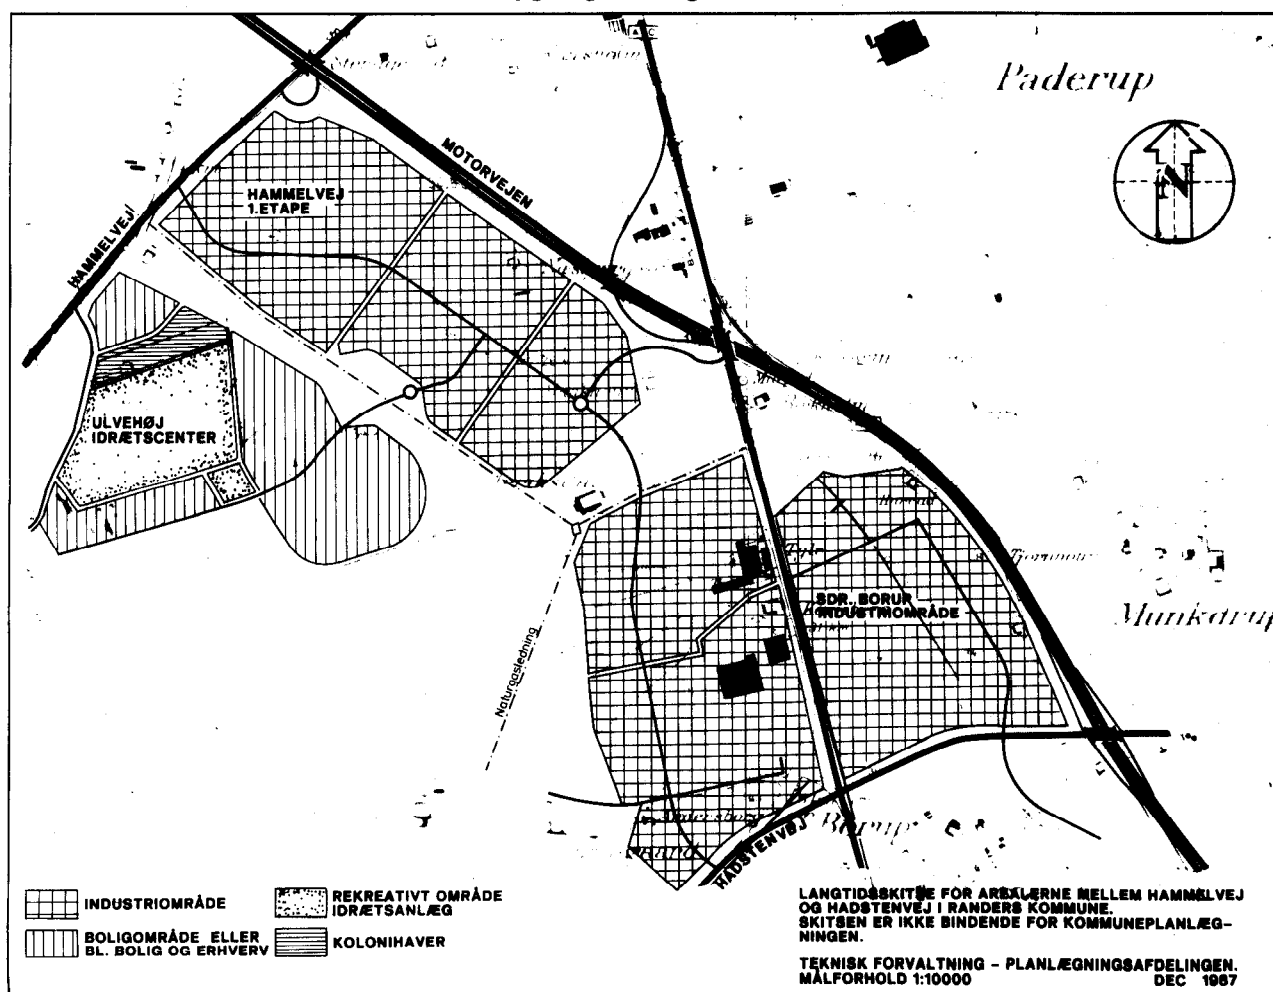 Paderup
N
MOTORVEJEN
HAMMELVEJ
1.ETAPE
HAMMELVEJ
ULVEHØJ
IDRÆTSCENTER
SDR. BORUP
INDUSTRIOMRÅDE
Munkdrup
Naturgasledning
Borup
HADSTENVEJ
INDUSTRIOMRÅDE
BOLIGOMRÅDE ELLER
BL. BOLIG OG ERHVERV
REKREATIVT OMRÅDE
IDRÆTSANLÆG
KOLONIHAVER
LANGTIDSSKITSE FOR AREALERNE MELLEM HAMMELVEJ
OG HADSTENVEJ I RANDERS KOMMUNE.
SKITSEN ER IKKE BINDENDE FOR KOMMUNEPLANLÆG-
NINGEN.
TEKNISK FORVALTNING - PLANLÆGNINGSAFDELINGEN.
MÅLFORHOLD 1:10000
DEC 1987